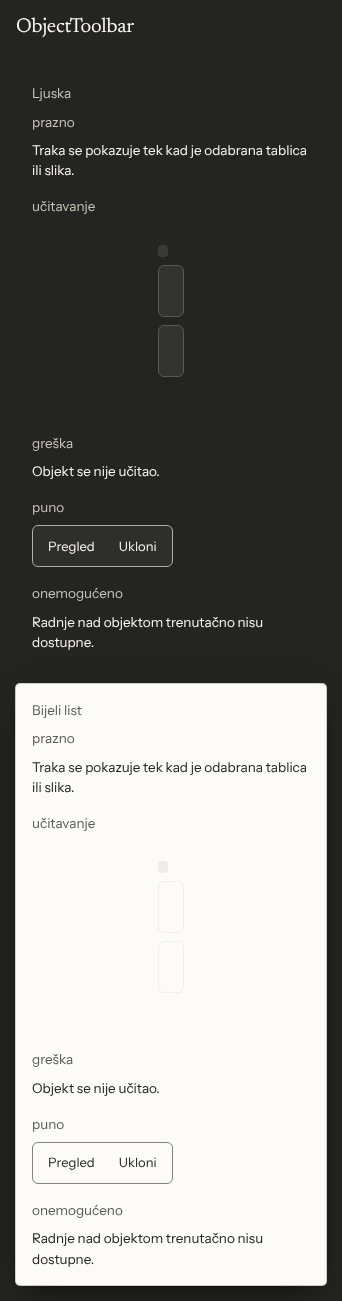 ObjectToolbar
Ljuska
prazno
Traka se pokazuje tek kad je odabrana tablica
ili slika.
učitavanje
greška
Objekt se nije učitao.
puno
Pregled Ukloni
onemogućeno
Radnje nad objektom trenutačno nisu
dostupne.
Bijeli list
prazno
Traka se pokazuje tek kad je odabrana tablica
ili slika.
učitavanje
greška
Objekt se nije učitao.
puno
Pregled Ukloni
onemogućeno
Radnje nad objektom trenutačno nisu
dostupne.